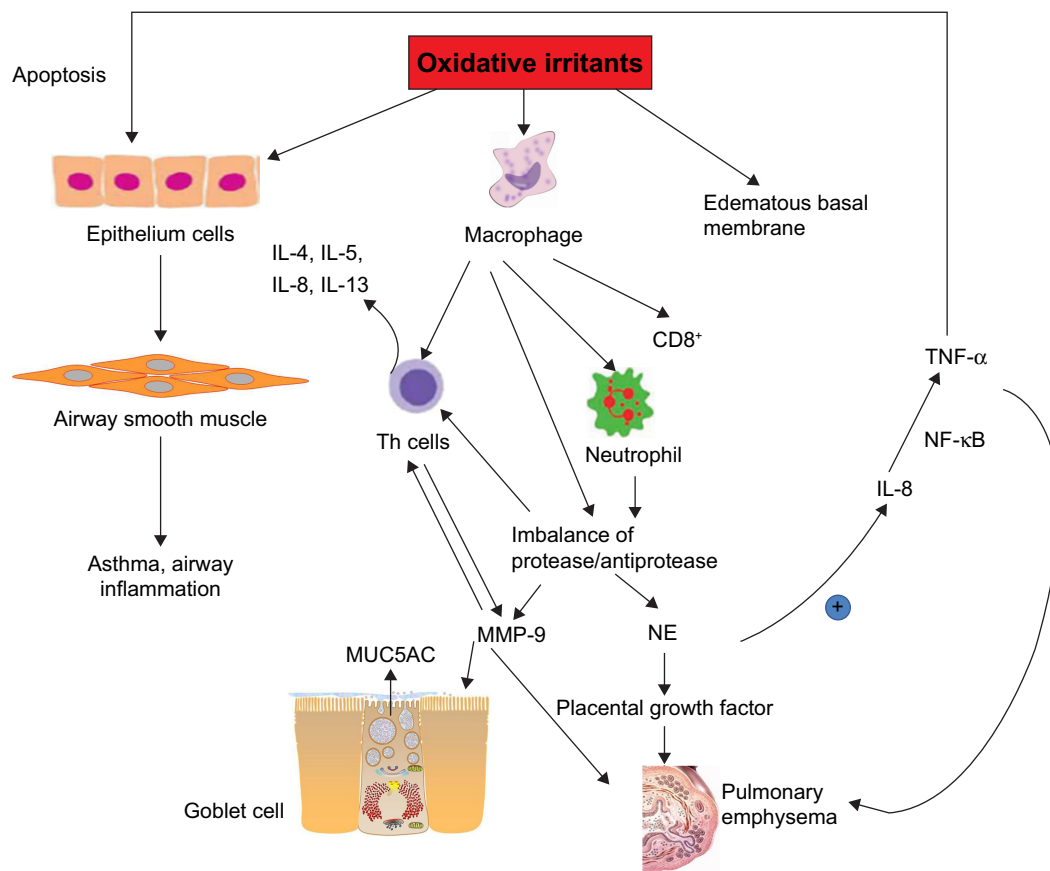 Oxidative irritants
Apoptosis
Epithelium cells
Macrophage
Edematous basal
membrane
IL-4, IL-5,
IL-8, IL-13
CD8⁺
TNF-α
Airway smooth muscle
Th cells
Neutrophil
NF-κB
IL-8
Imbalance of
protease/antiprotease
Asthma, airway
inflammation
+
MMP-9
NE
MUC5AC
Placental growth factor
Goblet cell
Pulmonary
emphysema